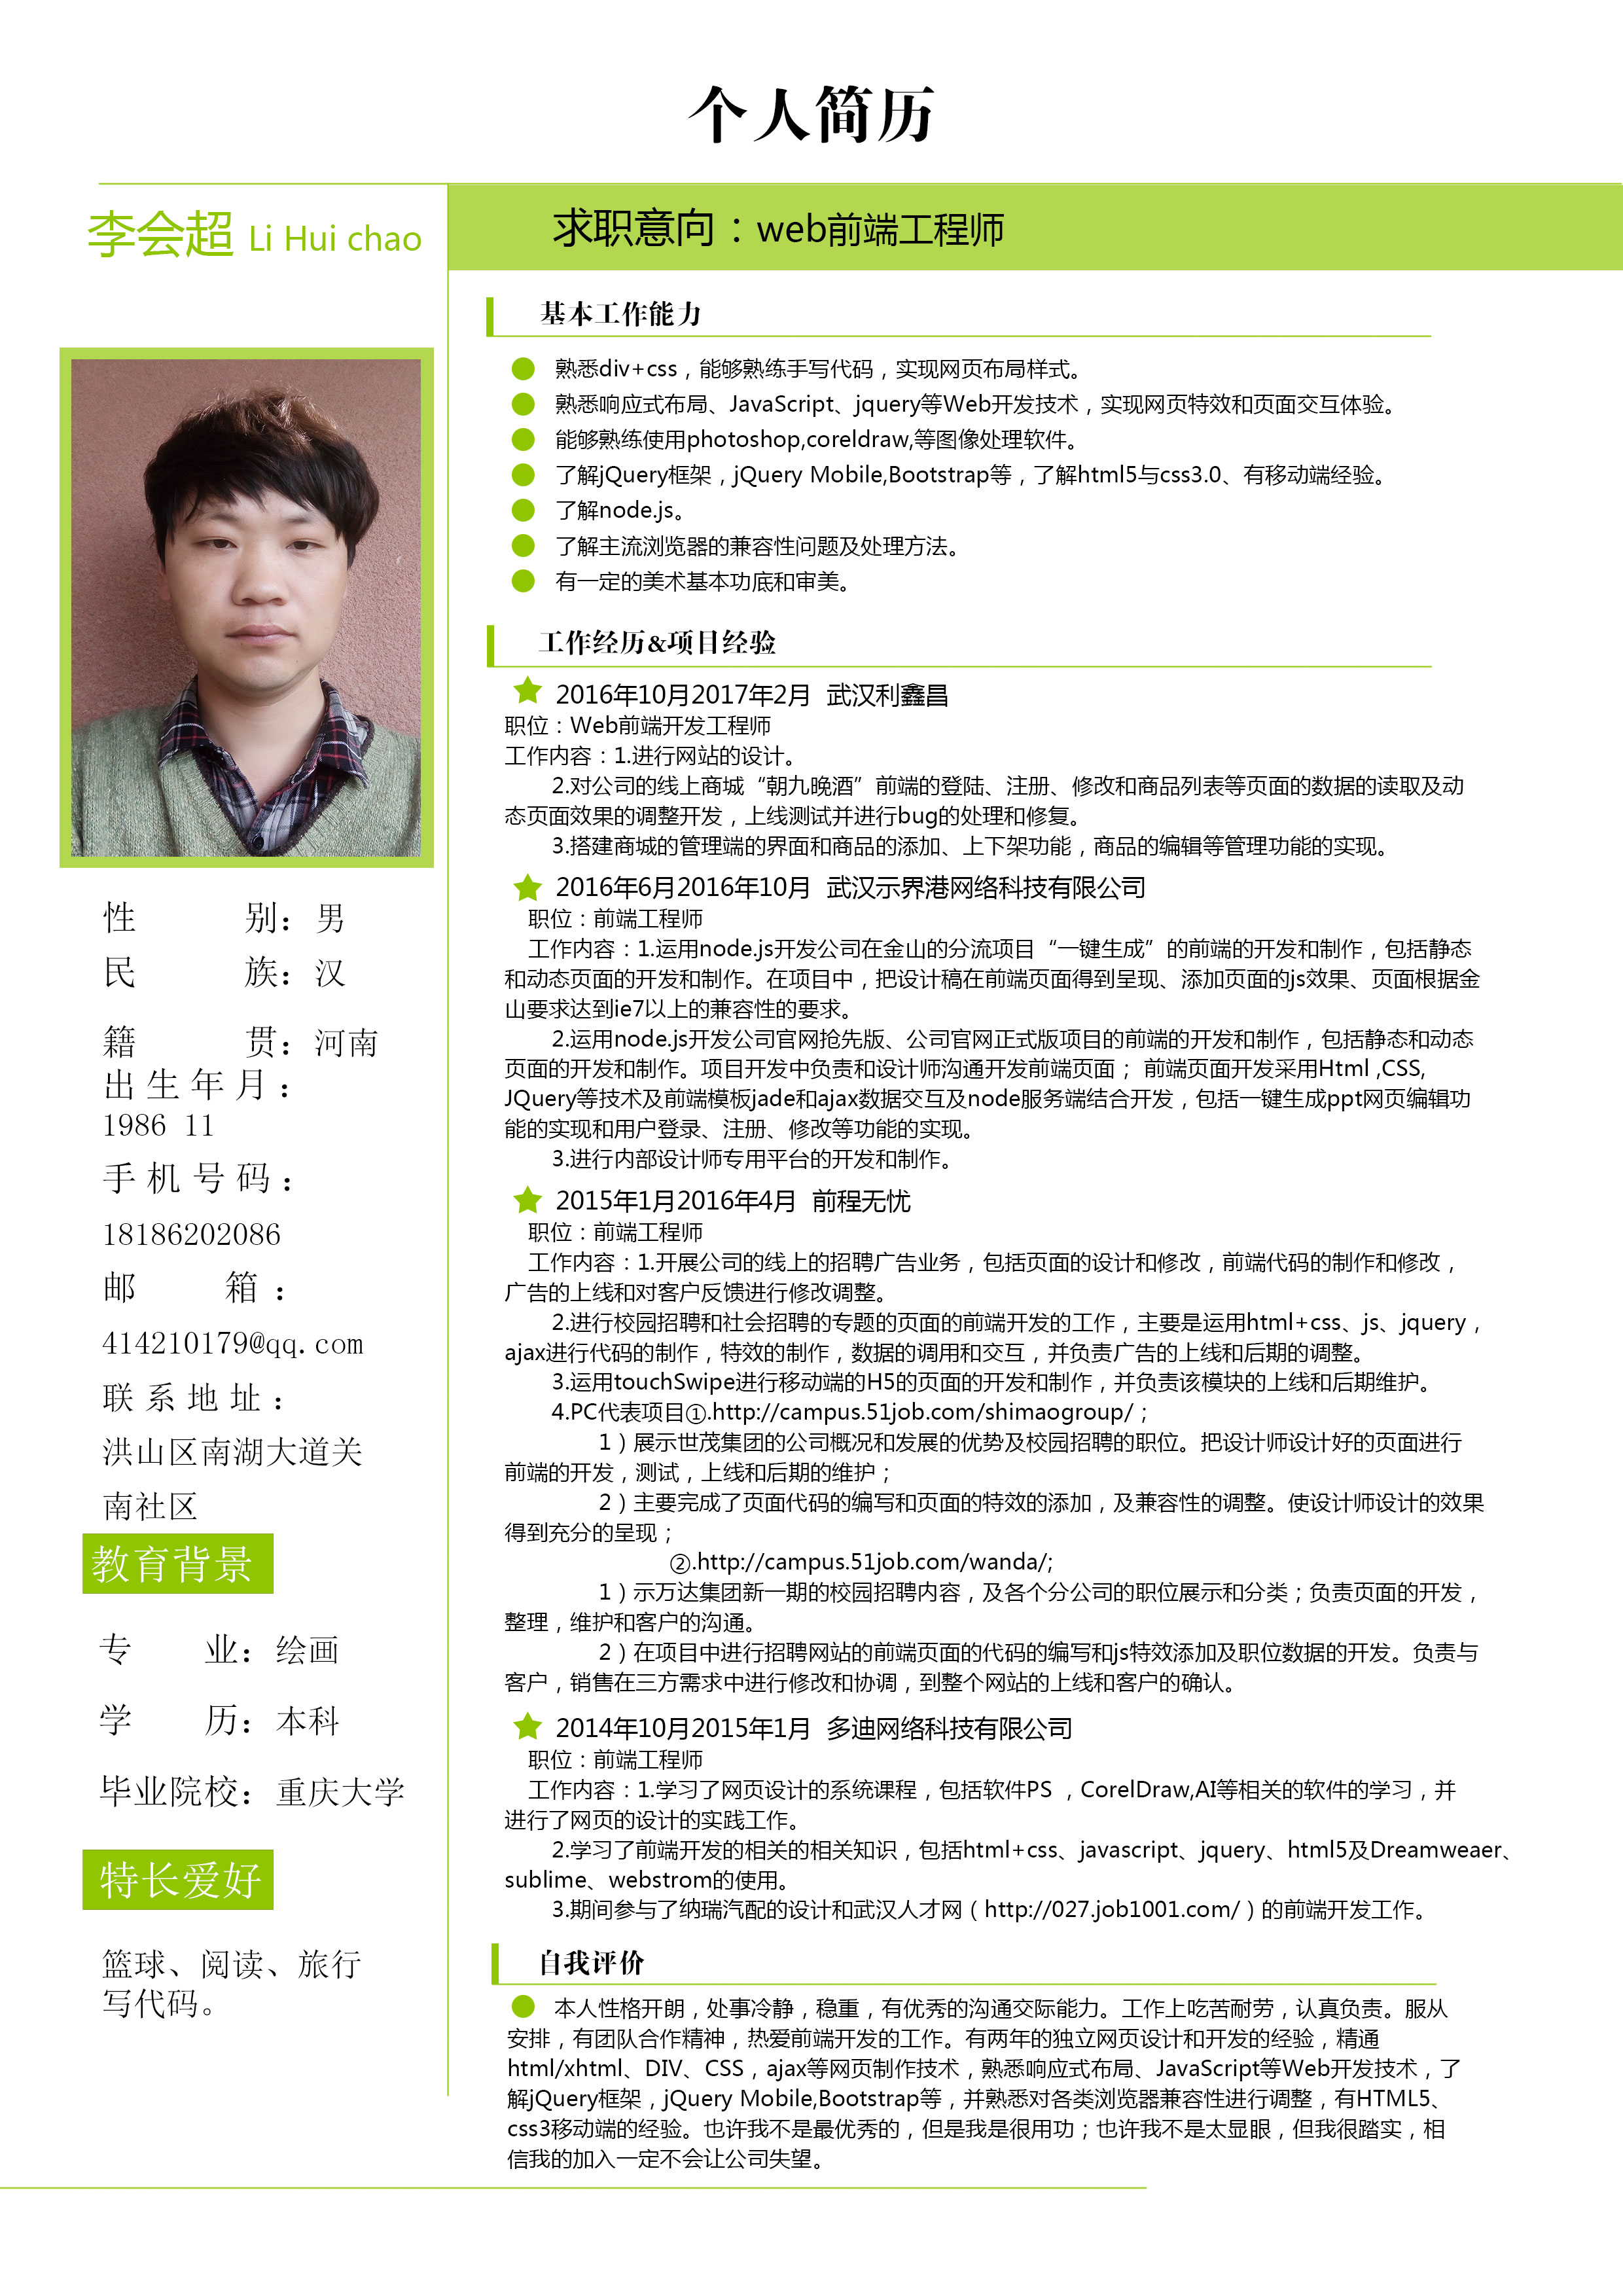 个人简历
李会超 Li Hui chao
求职意向：web前端工程师
性 别：男
民 族：汉
籍 贯：河南
出生年月：
1986 11
手机号码：
18186202086
邮 箱：
414210179@qq.com
联系地址：
洪山区南湖大道关
南社区
教育背景
专 业：绘画
学 历：本科
毕业院校：重庆大学
特长爱好
篮球、阅读、旅行
写代码。
基本工作能力
熟悉div+css，能够熟练手写代码，实现网页布局样式。
熟悉响应式布局、JavaScript、jquery等Web开发技术，实现网页特效和页面交互体验。
能够熟练使用photoshop,coreldraw,等图像处理软件。
了解jQuery框架，jQuery Mobile,Bootstrap等，了解html5与css3.0、有移动端经验。
了解node.js。
了解主流浏览器的兼容性问题及处理方法。
有一定的美术基本功底和审美。
工作经历&项目经验
2016年10月2017年2月 武汉利鑫昌
职位：Web前端开发工程师
工作内容：1.进行网站的设计。
2.对公司的线上商城“朝九晚酒”前端的登陆、注册、修改和商品列表等页面的数据的读取及动
态页面效果的调整开发，上线测试并进行bug的处理和修复。
3.搭建商城的管理端的界面和商品的添加、上下架功能，商品的编辑等管理功能的实现。
2016年6月2016年10月 武汉示界港网络科技有限公司
职位：前端工程师
工作内容：1.运用node.js开发公司在金山的分流项目“一键生成”的前端的开发和制作，包括静态
和动态页面的开发和制作。在项目中，把设计稿在前端页面得到呈现、添加页面的js效果、页面根据金
山要求达到ie7以上的兼容性的要求。
2.运用node.js开发公司官网抢先版、公司官网正式版项目的前端的开发和制作，包括静态和动态
页面的开发和制作。项目开发中负责和设计师沟通开发前端页面； 前端页面开发采用Html ,CSS,
JQuery等技术及前端模板jade和ajax数据交互及node服务端结合开发，包括一键生成ppt网页编辑功
能的实现和用户登录、注册、修改等功能的实现。
3.进行内部设计师专用平台的开发和制作。
2015年1月2016年4月 前程无忧
职位：前端工程师
工作内容：1.开展公司的线上的招聘广告业务，包括页面的设计和修改，前端代码的制作和修改，
广告的上线和对客户反馈进行修改调整。
2.进行校园招聘和社会招聘的专题的页面的前端开发的工作，主要是运用html+css、js、jquery，
ajax进行代码的制作，特效的制作，数据的调用和交互，并负责广告的上线和后期的调整。
3.运用touchSwipe进行移动端的H5的页面的开发和制作，并负责该模块的上线和后期维护。
4.PC代表项目①.http://campus.51job.com/shimaogroup/；
1）展示世茂集团的公司概况和发展的优势及校园招聘的职位。把设计师设计好的页面进行
前端的开发，测试，上线和后期的维护；
2）主要完成了页面代码的编写和页面的特效的添加，及兼容性的调整。使设计师设计的效果
得到充分的呈现；
②.http://campus.51job.com/wanda/;
1）示万达集团新一期的校园招聘内容，及各个分公司的职位展示和分类；负责页面的开发，
整理，维护和客户的沟通。
2）在项目中进行招聘网站的前端页面的代码的编写和js特效添加及职位数据的开发。负责与
客户，销售在三方需求中进行修改和协调，到整个网站的上线和客户的确认。
2014年10月2015年1月 多迪网络科技有限公司
职位：前端工程师
工作内容：1.学习了网页设计的系统课程，包括软件PS ，CorelDraw,AI等相关的软件的学习，并
进行了网页的设计的实践工作。
2.学习了前端开发的相关的相关知识，包括html+css、javascript、jquery、html5及Dreamweaer、
sublime、webstrom的使用。
3.期间参与了纳瑞汽配的设计和武汉人才网（http://027.job1001.com/）的前端开发工作。
自我评价
本人性格开朗，处事冷静，稳重，有优秀的沟通交际能力。工作上吃苦耐劳，认真负责。服从
安排，有团队合作精神，热爱前端开发的工作。有两年的独立网页设计和开发的经验，精通
html/xhtml、DIV、CSS，ajax等网页制作技术，熟悉响应式布局、JavaScript等Web开发技术，了
解jQuery框架，jQuery Mobile,Bootstrap等，并熟悉对各类浏览器兼容性进行调整，有HTML5、
css3移动端的经验。也许我不是最优秀的，但是我是很用功；也许我不是太显眼，但我很踏实，相
信我的加入一定不会让公司失望。